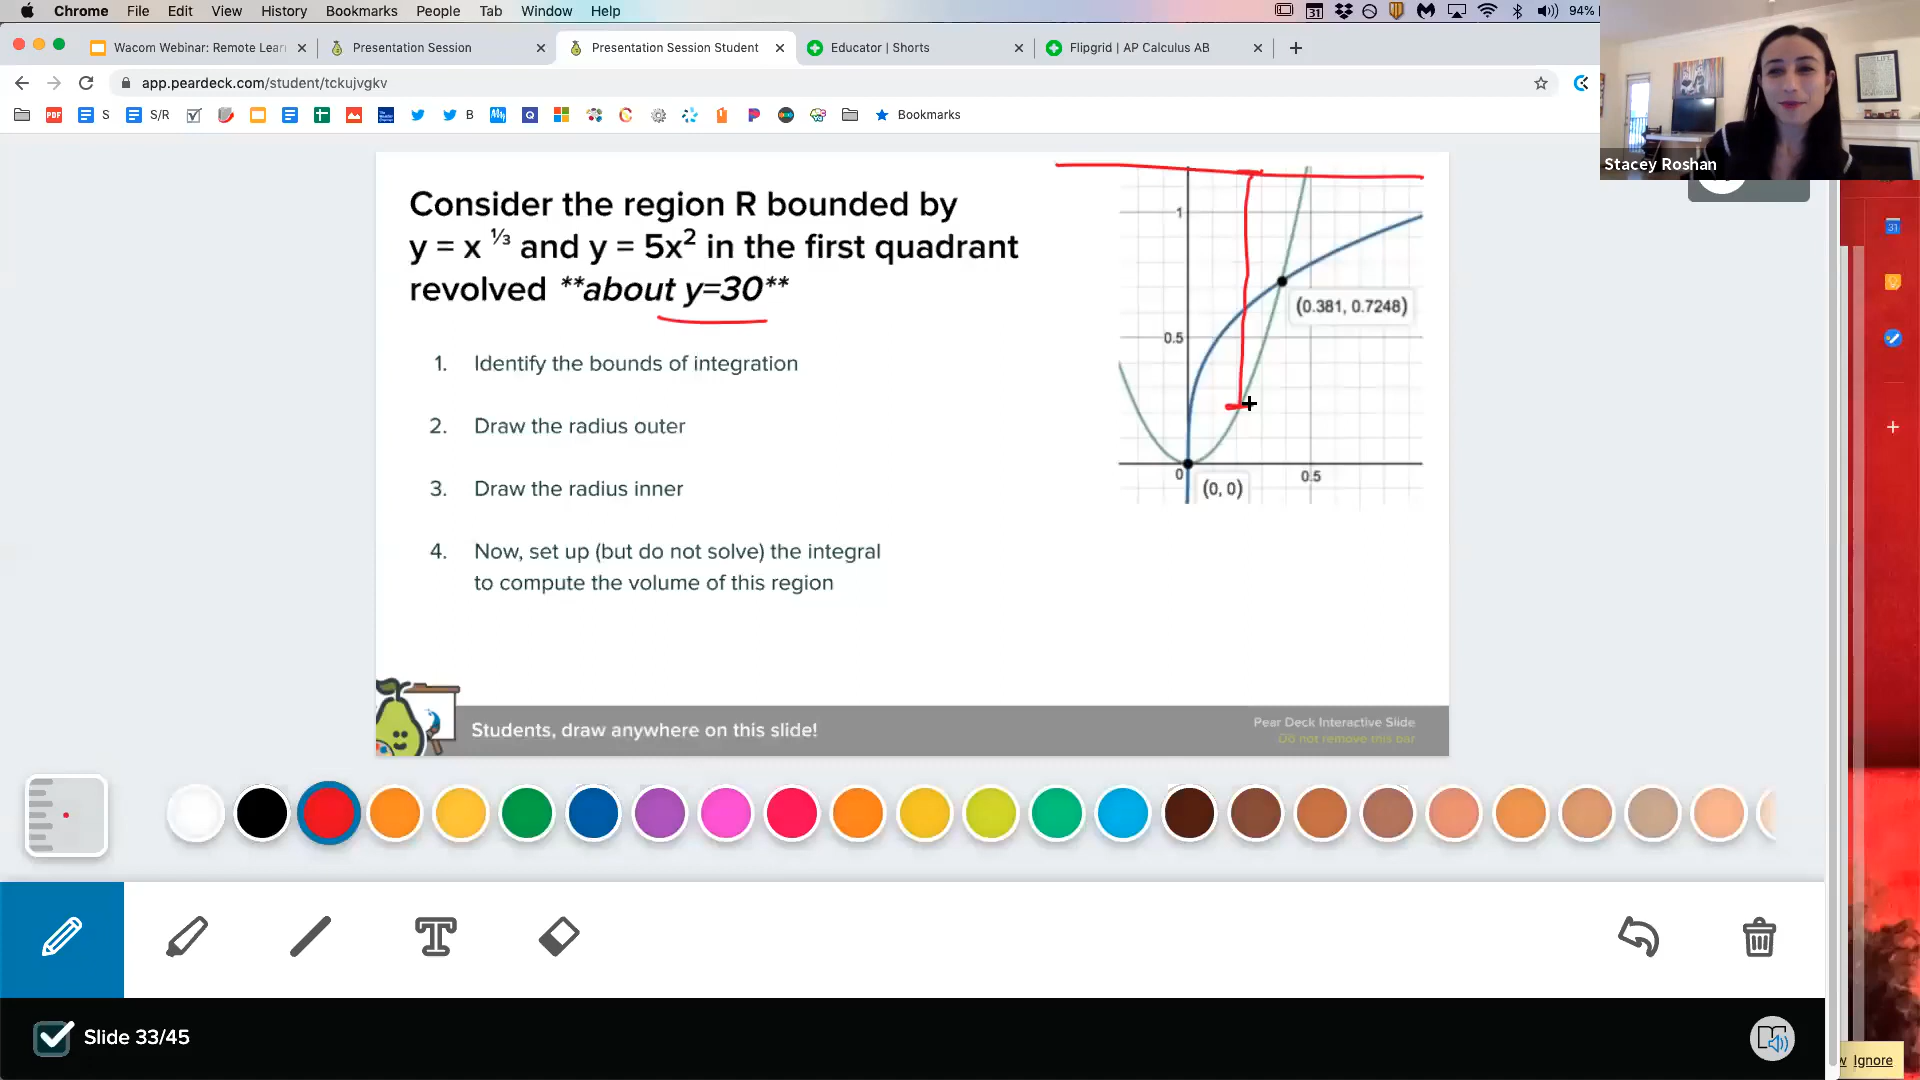 Chrome File Edit View History Bookmarks People Tab Window Help
31
94%
Wacom Webinar: Remote Lear
Presentation Session
Presentation Session Student
Educator | Shorts
Flipgrid | AP Calculus AB
app.peardeck.com/student/tckujvgkv
PDF
S
S/R
B
Q
Bookmarks
Stacey Roshan
Consider the region R bounded by
y = x ⅓ and y = 5x² in the first quadrant
revolved **about y=30**
1. Identify the bounds of integration
2. Draw the radius outer
3. Draw the radius inner
4. Now, set up (but do not solve) the integral
to compute the volume of this region
1
(0.381, 0.7248)
0.5
0
0.5
(0, 0)
31
Students, draw anywhere on this slide!
Pear Deck Interactive Slide
Do not remove this bar
T
Slide 33/45
w Ignore